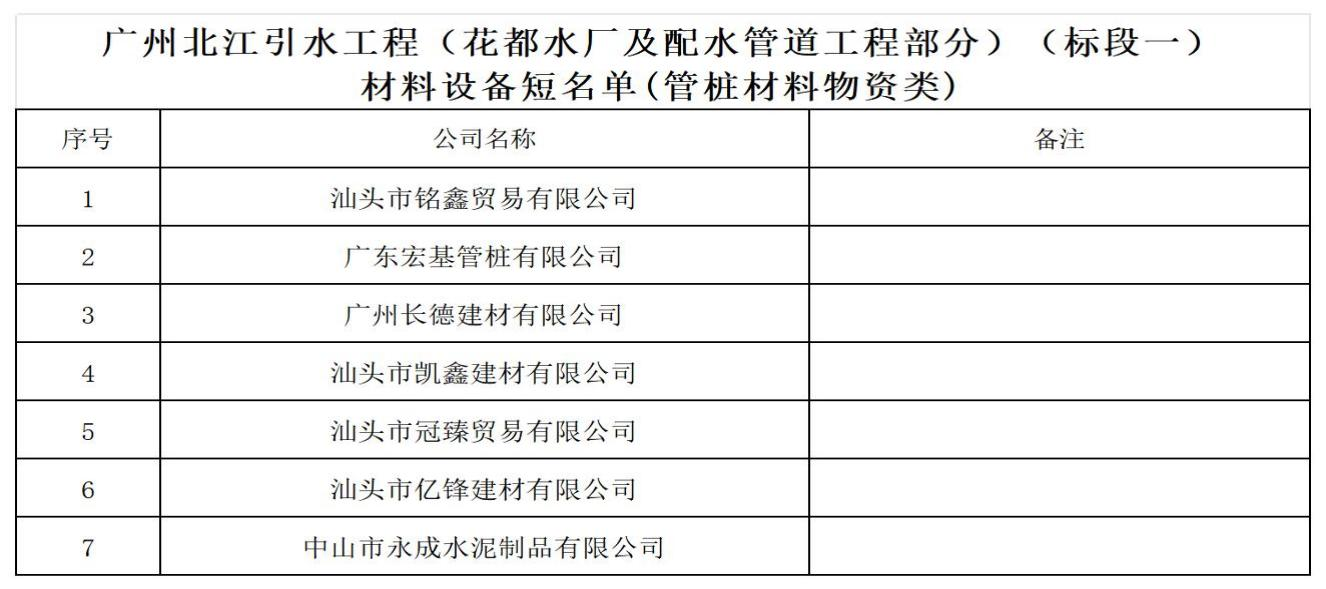 广州北江引水工程（花都水厂及配水管道工程部分）（标段一）
材料设备短名单(管桩材料物资类)
序号 公司名称 备注
1 汕头市铭鑫贸易有限公司
2 广东宏基管桩有限公司
3 广州长德建材有限公司
4 汕头市凯鑫建材有限公司
5 汕头市冠臻贸易有限公司
6 汕头市亿锋建材有限公司
7 中山市永成水泥制品有限公司